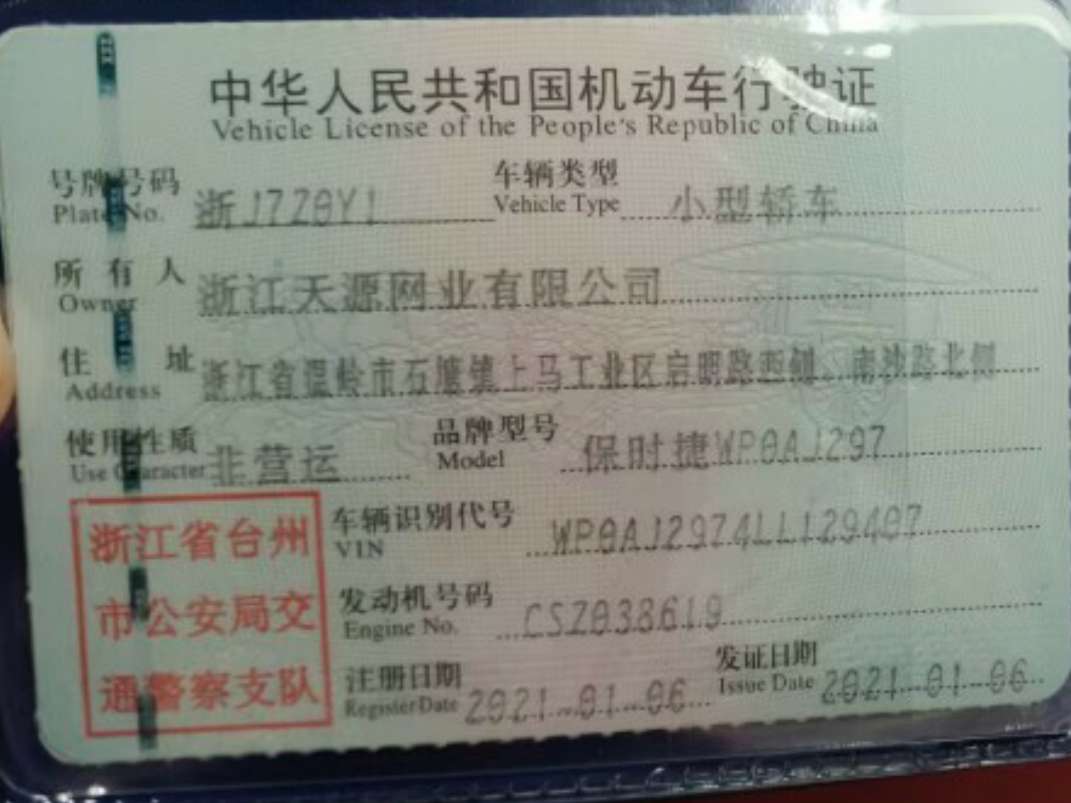 中华人民共和国机动车行驶证
Vehicle License of the People's Republic of China
号牌号码 浙J7Z0Y1 车辆类型 小型轿车
Plate No. Vehicle Type
所有人 浙江天源网业有限公司
Owner
住址 浙江省温岭市石塘镇上马工业区启明路西侧、南沙路北侧
Address
使用性质 非营运 品牌型号 保时捷WP0AJ297
Use Character Model
浙江省台州
市公安局交
通警察支队
车辆识别代号 WP0AJ2974LL129407
VIN
发动机号码 CSZ038619
Engine No.
注册日期 2021-01-06 发证日期 2021-01-06
Register Date Issue Date